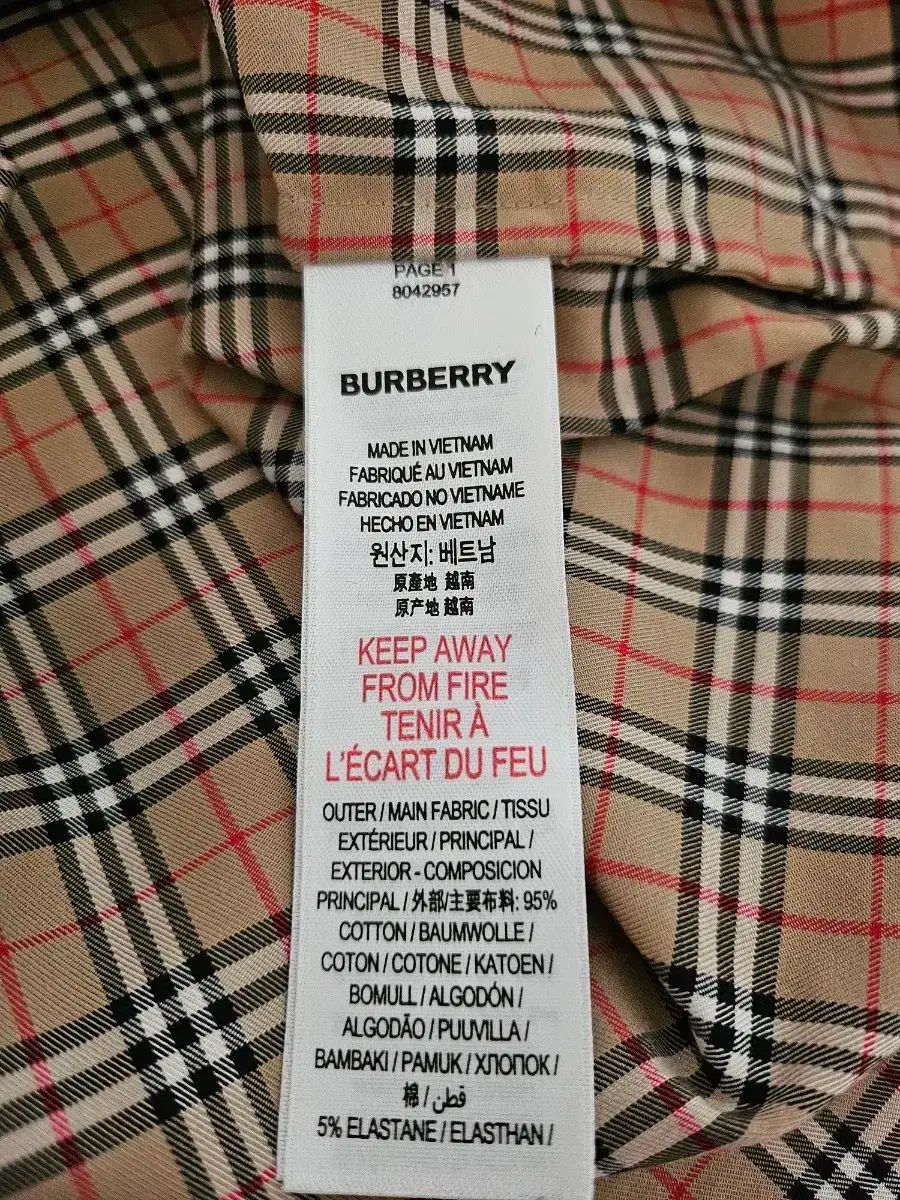 PAGE 1
8042957
BURBERRY
MADE IN VIETNAM
FABRIQUÉ AU VIETNAM
FABRICADO NO VIETNAME
HECHO EN VIETNAM
원산지: 베트남
原產地 越南
原产地 越南
KEEP AWAY
FROM FIRE
TENIR À
L'ÉCART DU FEU
OUTER / MAIN FABRIC / TISSU
EXTÉRIEUR / PRINCIPAL /
EXTERIOR - COMPOSICION
PRINCIPAL / 外部/主要布料: 95%
COTTON / BAUMWOLLE /
COTON / COTONE / KATOEN /
BOMULL / ALGODÓN /
ALGODÃO / PUUVILLA /
BAMBAKI / PAMUK / ХЛОПОК /
棉 / قطن /
5% ELASTANE / ELASTHAN /